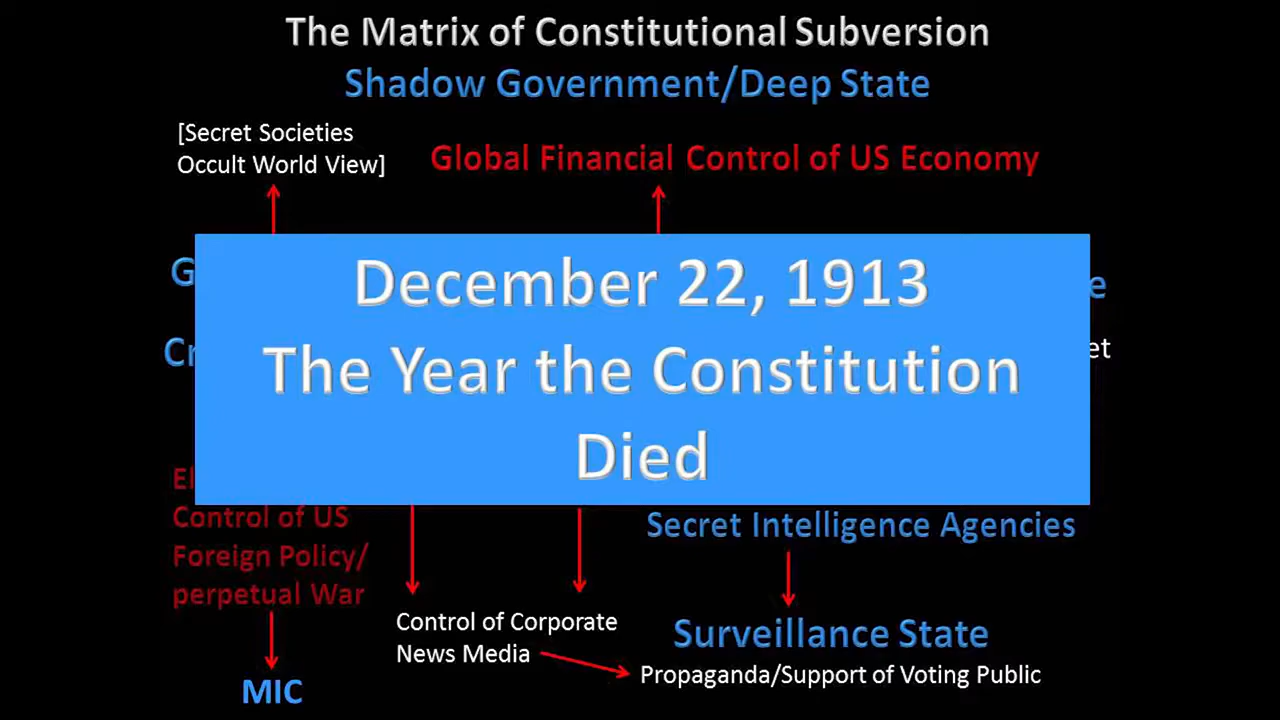 The Matrix of Constitutional Subversion
Shadow Government/Deep State
[Secret Societies
Occult World View]
Global Financial Control of US Economy
December 22, 1913
The Year the Constitution
Died
Control of US
Foreign Policy/
perpetual War
MIC
Control of Corporate
News Media
Secret Intelligence Agencies
Surveillance State
Propaganda/Support of Voting Public